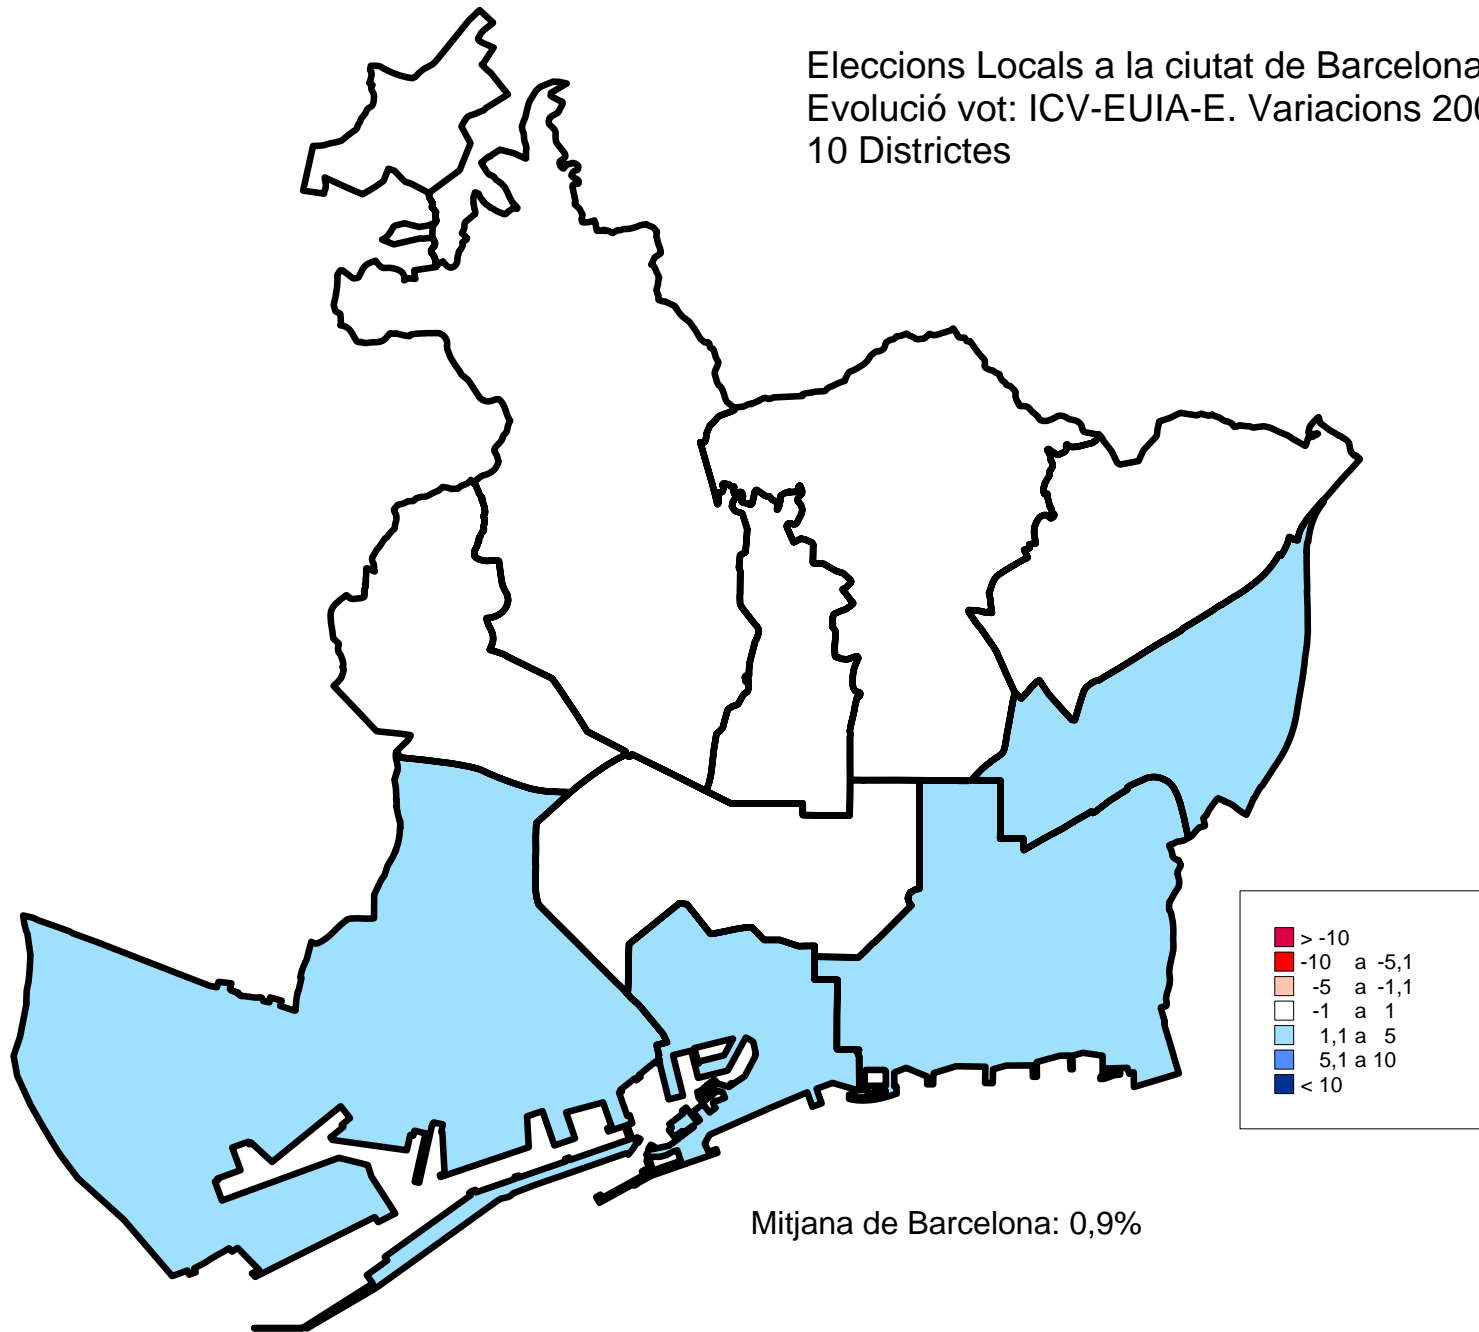 Eleccions Locals a la ciutat de Barcelona
Evolució vot: ICV-EUIA-E. Variacions 200
10 Districtes
> -10
-10 a -5,1
-5 a -1,1
-1 a 1
1,1 a 5
5,1 a 10
< 10
Mitjana de Barcelona: 0,9%